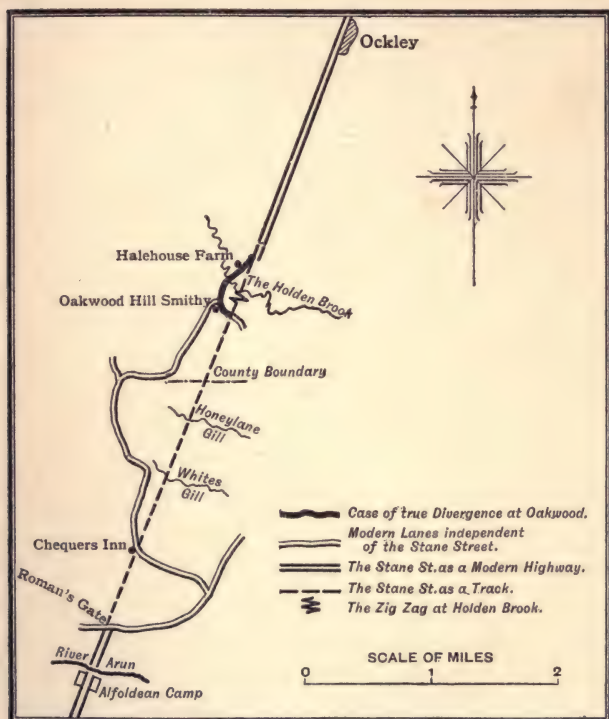 Ockley
Halehouse Farm
The Holden Brook
Oakwood Hill Smithy
County Boundary
Honeylane
Gill
Whites
Gill
Chequers Inn
Roman's Gate
River Arun
Alfoldean Camp
Case of true Divergence at Oakwood.
Modern Lanes independent
of the Stane Street.
The Stane St. as a Modern Highway.
The Stane St. as a Track.
The Zig Zag at Holden Brook.
SCALE OF MILES
0 1 2